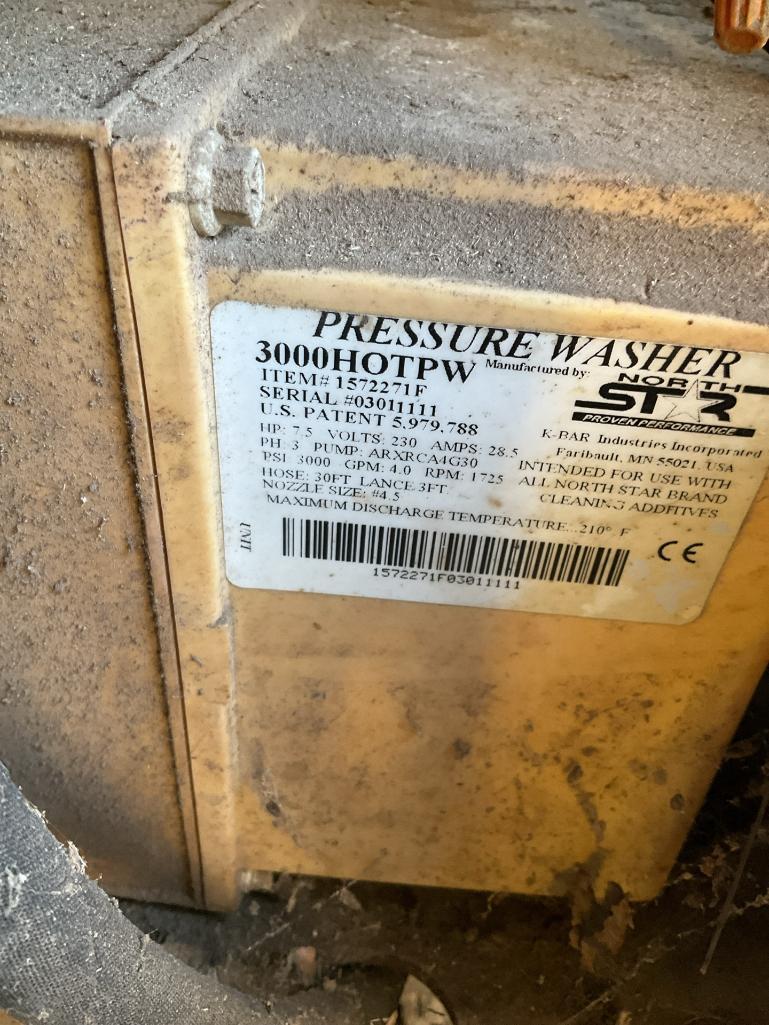 PRESSURE WASHER
3000HOTPW
Manufactured by:
NORTH
STAR
PROVEN PERFORMANCE
ITEM# 1572271F
SERIAL #03011111
U.S. PATENT 5.979.788
K-BAR Industries Incorporated
Faribault, MN 55021, USA
HP: 7.5 VOLTS: 230 AMPS: 28.5
PH: 3 PUMP: ARXRCA4G30
PSI 3000 GPM: 4.0 RPM: 1725
HOSE: 30FT LANCE 3FT.
NOZZLE SIZE: #4.5
INTENDED FOR USE WITH
ALL NORTH STAR BRAND
CLEANING ADDITIVES
MAXIMUM DISCHARGE TEMPERATURE...210° F
UNIT
CE
1572271F03011111